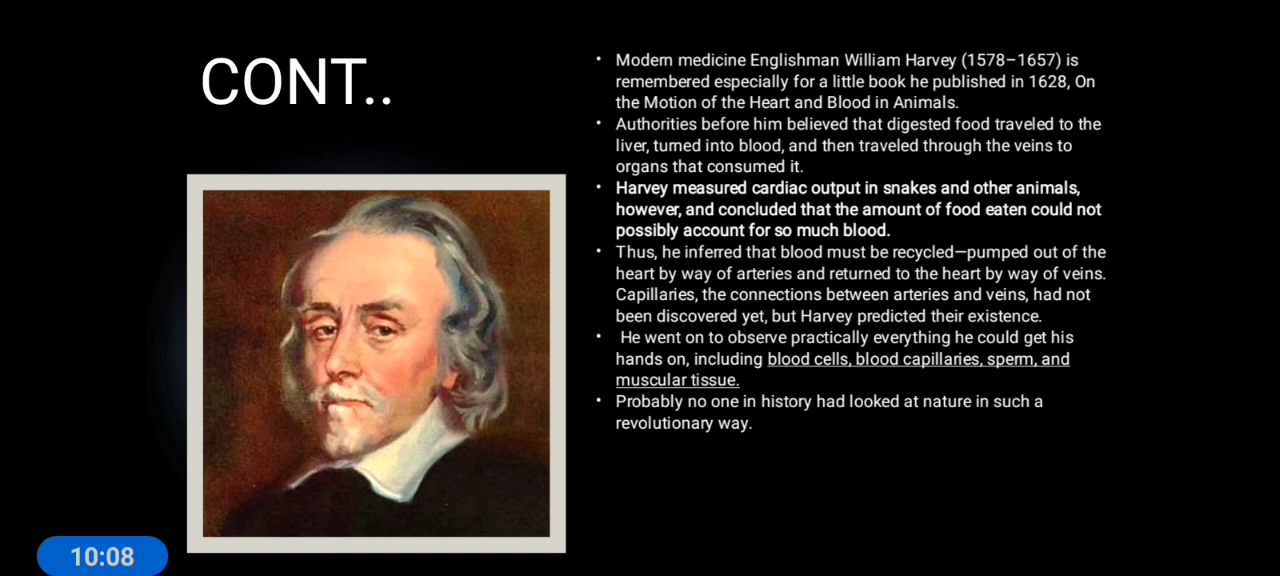 CONT..
• Modern medicine Englishman William Harvey (1578–1657) is
remembered especially for a little book he published in 1628, On
the Motion of the Heart and Blood in Animals.
• Authorities before him believed that digested food traveled to the
liver, turned into blood, and then traveled through the veins to
organs that consumed it.
• Harvey measured cardiac output in snakes and other animals,
however, and concluded that the amount of food eaten could not
possibly account for so much blood.
• Thus, he inferred that blood must be recycled—pumped out of the
heart by way of arteries and returned to the heart by way of veins.
Capillaries, the connections between arteries and veins, had not
been discovered yet, but Harvey predicted their existence.
• He went on to observe practically everything he could get his
hands on, including blood cells, blood capillaries, sperm, and
muscular tissue.
• Probably no one in history had looked at nature in such a
revolutionary way.
10:08